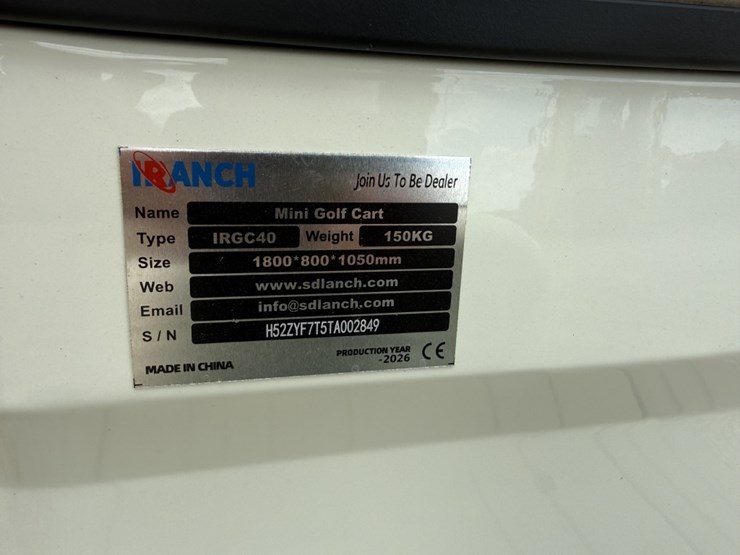 IRANCH Join Us To Be Dealer
Name Mini Golf Cart
Type IRGC40 Weight 150KG
Size 1800*800*1050mm
Web www.sdlanch.com
Email info@sdlanch.com
S/N H52ZYF7T5TA002849
MADE IN CHINA PRODUCTION YEAR
-2026 CE